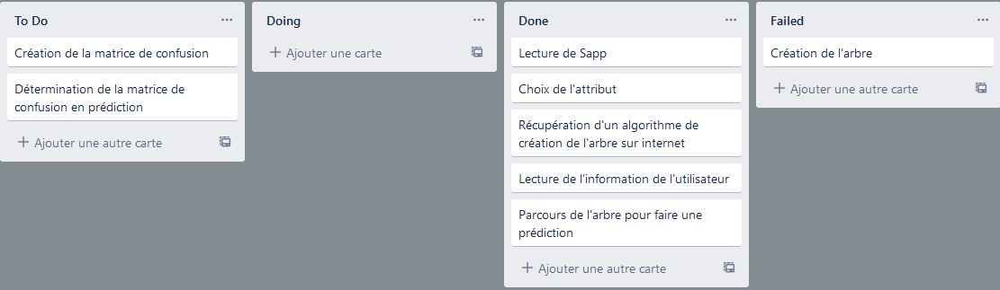 To Do
Création de la matrice de confusion
Détermination de la matrice de
confusion en prédiction
Ajouter une autre carte
Doing
Ajouter une carte
Done
Lecture de Sapp
Choix de l'attribut
Récupération d'un algorithme de
création de l'arbre sur internet
Lecture de l'information de l'utilisateur
Parcours de l'arbre pour faire une
prédiction
Ajouter une autre carte
Failed
Création de l'arbre
Ajouter une autre carte